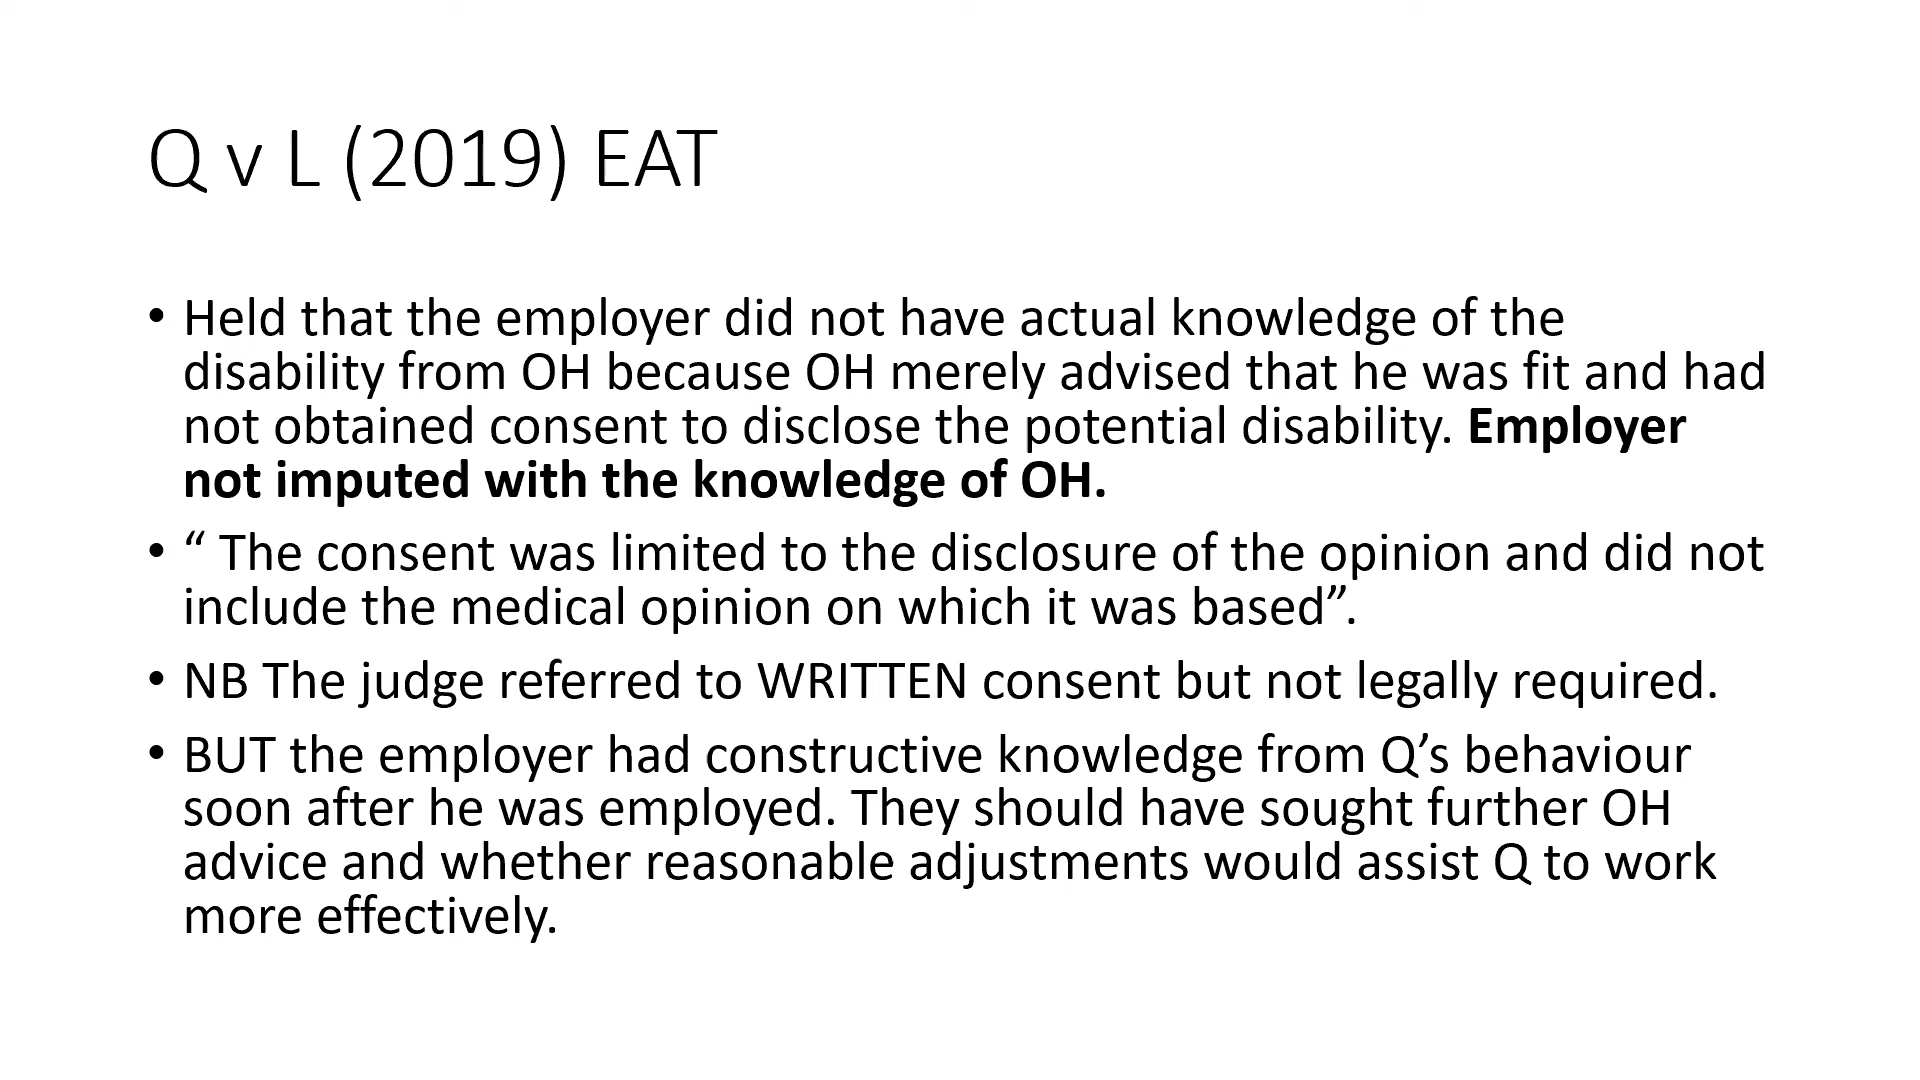 Q v L (2019) EAT
• Held that the employer did not have actual knowledge of the
disability from OH because OH merely advised that he was fit and had
not obtained consent to disclose the potential disability. Employer
not imputed with the knowledge of OH.
• “ The consent was limited to the disclosure of the opinion and did not
include the medical opinion on which it was based”.
• NB The judge referred to WRITTEN consent but not legally required.
• BUT the employer had constructive knowledge from Q’s behaviour
soon after he was employed. They should have sought further OH
advice and whether reasonable adjustments would assist Q to work
more effectively.